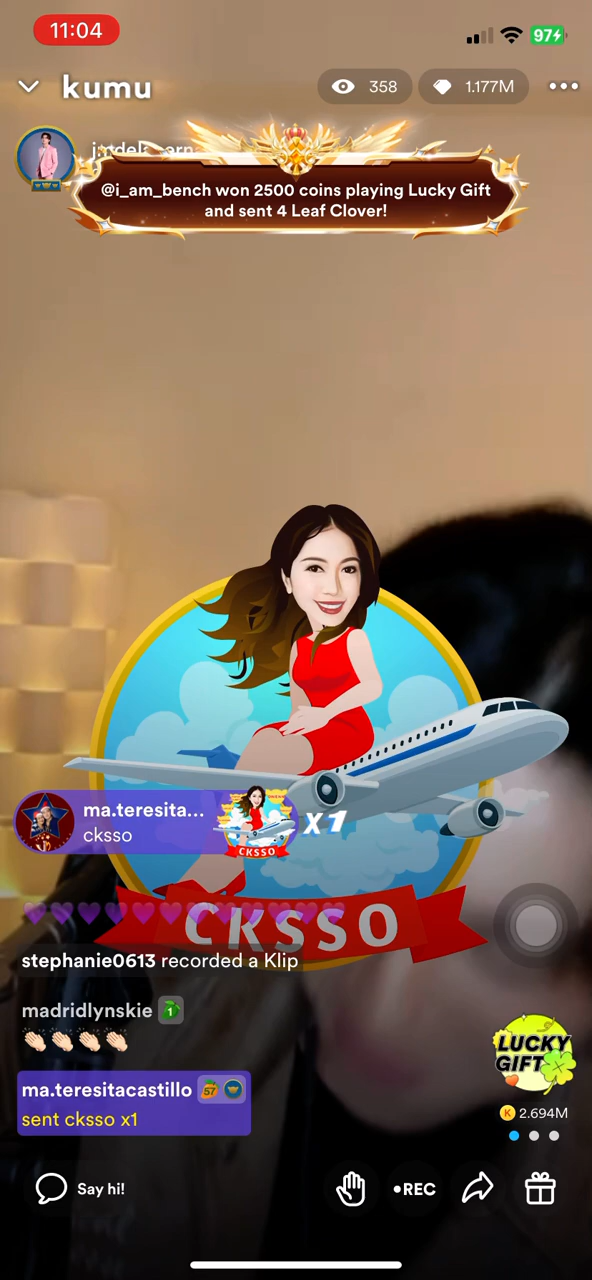 11:04
97
kumu
358
1.177M
@i_am_bench won 2500 coins playing Lucky Gift
and sent 4 Leaf Clover!
ma.teresita...
cksso
CKSSO
x1
CKSSO
stephanie0613 recorded a Klip
madridlynskie 1
ma.teresitacastillo 57
sent cksso x1
LUCKY
GIFT
K 2.694M
Say hi!
•REC